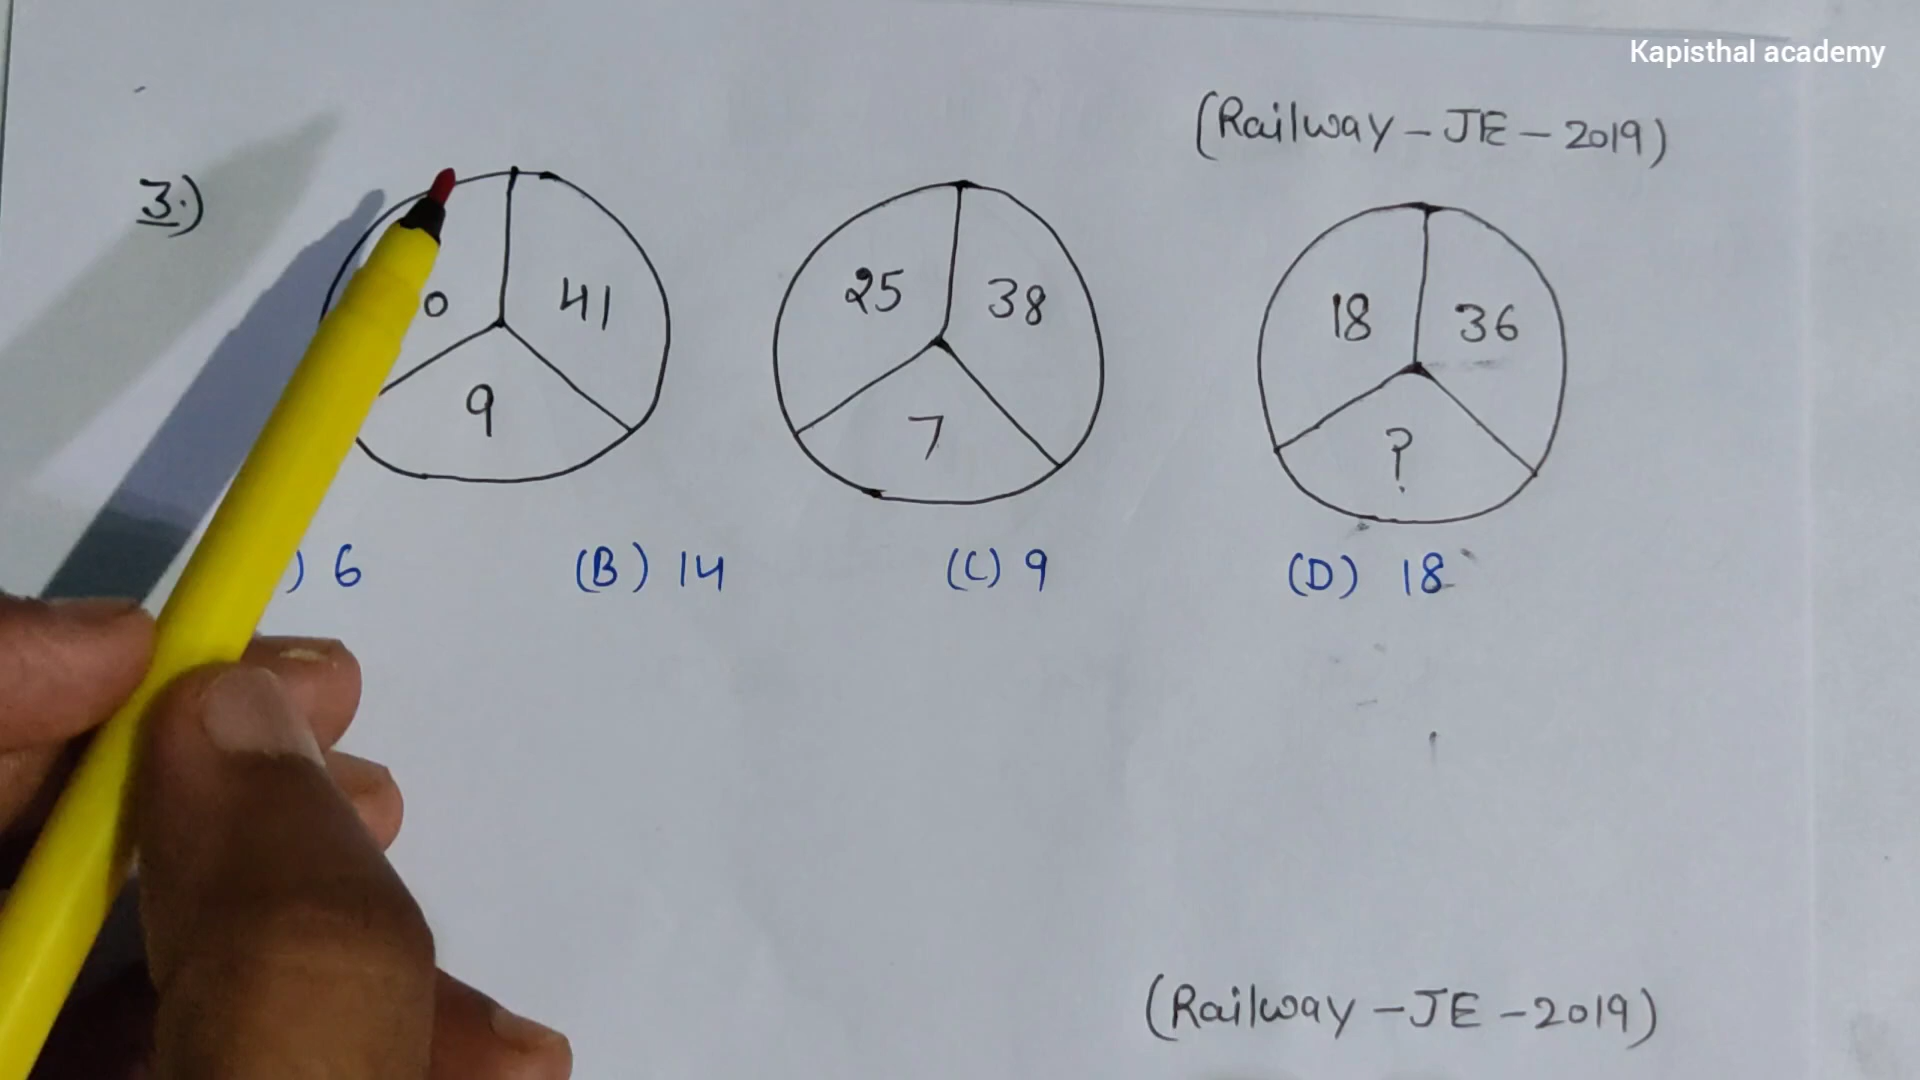 Kapisthal academy
(Railway - JE - 2019)
3.)
0 41 9
25 38 7
18 36 ?
) 6 (B) 14 (C) 9 (D) 18
(Railway - JE - 2019)